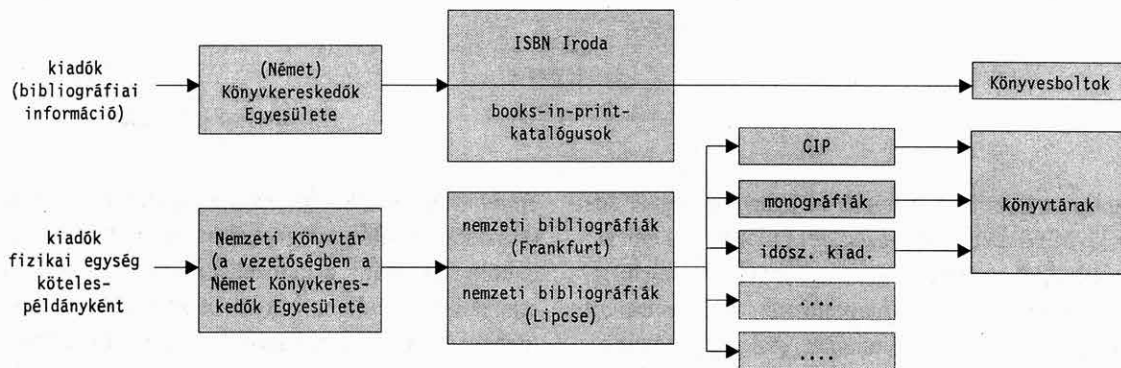 kiadók
(bibliográfiai
információ)
(Német)
Könyvkereskedők
Egyesülete
ISBN Iroda
books-in-print-
katalógusok
Könyvesboltok
kiadók
fizikai egység
köteles-
példányként
Nemzeti Könyvtár
(a vezetőségben a
Német Könyvkeres-
kedők Egyesülete
nemzeti bibliográfiák
(Frankfurt)
nemzeti bibliográfiák
(Lipcse)
CIP
monográfiák
idősz. kiad.
....
....
könyvtárak